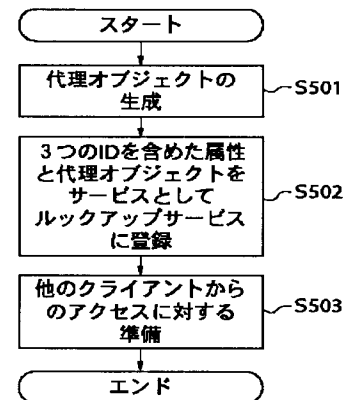 スタート
代理オブジェクトの
生成
S501
３つのIDを含めた属性
と代理オブジェクトを
サービスとして
ルックアップサービス
に登録
S502
他のクライアントから
のアクセスに対する
準備
S503
エンド